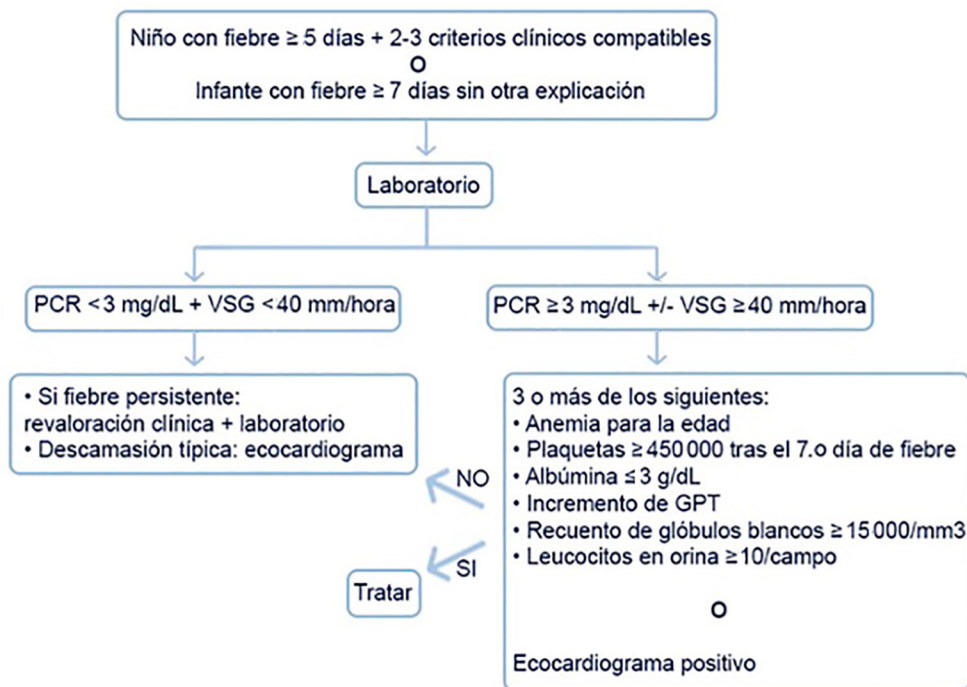 Niño con fiebre ≥ 5 días + 2-3 criterios clínicos compatibles
O
Infante con fiebre ≥ 7 días sin otra explicación
Laboratorio
PCR < 3 mg/dL + VSG < 40 mm/hora
PCR ≥ 3 mg/dL +/- VSG ≥ 40 mm/hora
• Si fiebre persistente:
revaloración clínica + laboratorio
• Descamasión típica: ecocardiograma
3 o más de los siguientes:
• Anemia para la edad
• Plaquetas ≥ 450 000 tras el 7.o día de fiebre
• Albúmina ≤ 3 g/dL
• Incremento de GPT
• Recuento de glóbulos blancos ≥ 15 000/mm3
• Leucocitos en orina ≥ 10/campo
O
Ecocardiograma positivo
NO
SI
Tratar